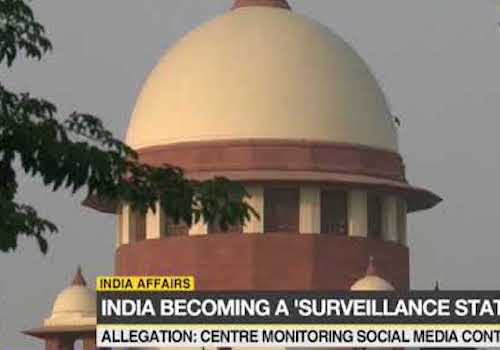 INDIA AFFAIRS
INDIA BECOMING A 'SURVEILLANCE STAT
ALLEGATION: CENTRE MONITORING SOCIAL MEDIA CONT